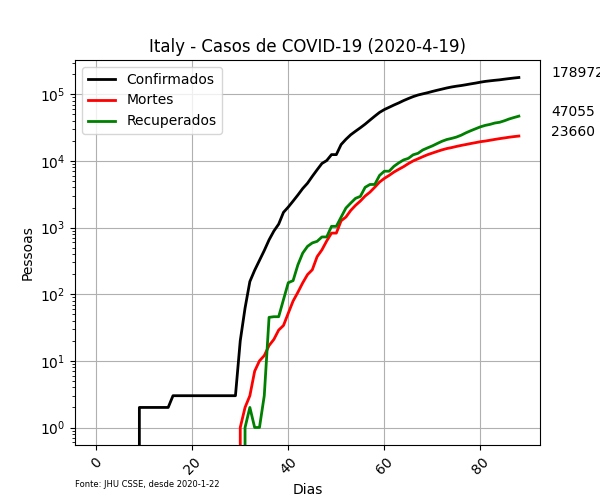 Italy - Casos de COVID-19 (2020-4-19)
Confirmados
Mortes
Recuperados
178972
47055
23660
10⁵
10⁴
10³
10²
10¹
10⁰
Pessoas
0 20 40 60 80
Dias
Fonte: JHU CSSE, desde 2020-1-22